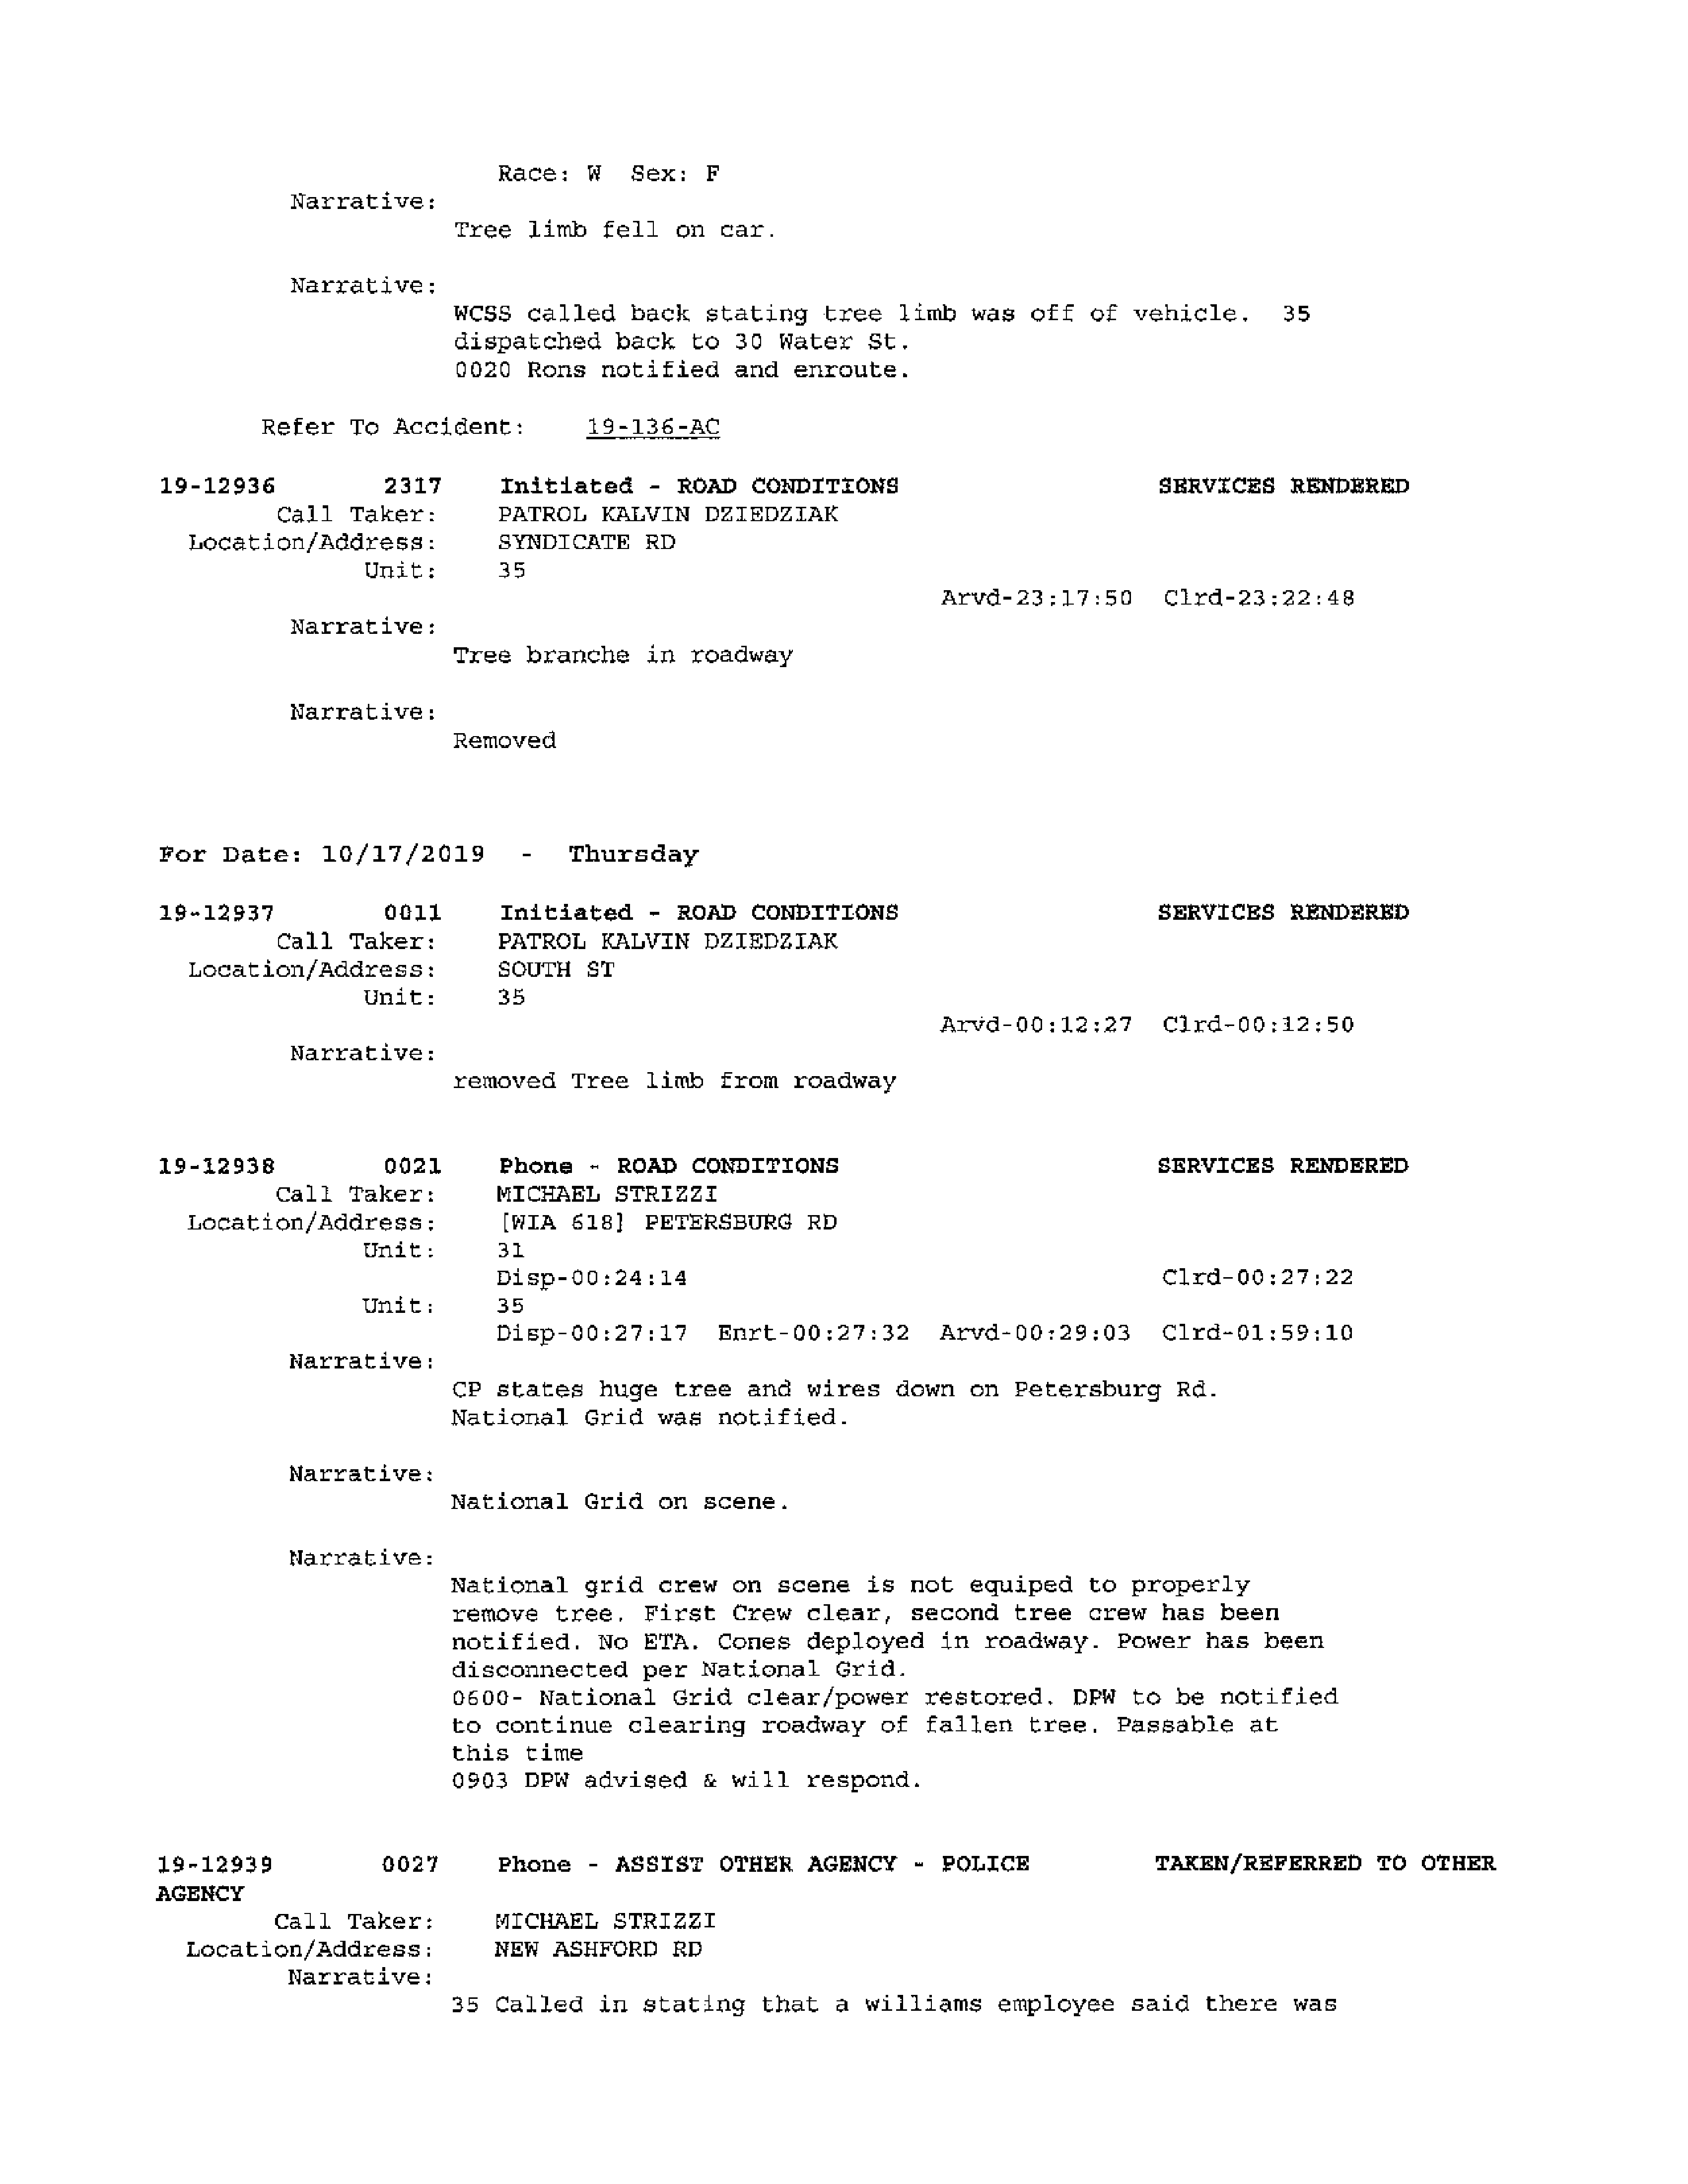 Race: W  Sex: F
Narrative:
Tree limb fell on car.
Narrative:
WCSS called back stating tree limb was off of vehicle.  35
dispatched back to 30 Water St.
0020 Rons notified and enroute.
Refer To Accident: 19-136-AC
19-12936 2317 Initiated - ROAD CONDITIONS SERVICES RENDERED
Call Taker: PATROL KALVIN DZIEDZIAK
Location/Address: SYNDICATE RD
Unit: 35
Arvd-23:17:50 Clrd-23:22:48
Narrative:
Tree branche in roadway
Narrative:
Removed
For Date: 10/17/2019 - Thursday
19-12937 0011 Initiated - ROAD CONDITIONS SERVICES RENDERED
Call Taker: PATROL KALVIN DZIEDZIAK
Location/Address: SOUTH ST
Unit: 35
Arvd-00:12:27 Clrd-00:12:50
Narrative:
removed Tree limb from roadway
19-12938 0021 Phone - ROAD CONDITIONS SERVICES RENDERED
Call Taker: MICHAEL STRIZZI
Location/Address: [WIA 618] PETERSBURG RD
Unit: 31
Disp-00:24:14 Clrd-00:27:22
Unit: 35
Disp-00:27:17 Enrt-00:27:32 Arvd-00:29:03 Clrd-01:59:10
Narrative:
CP states huge tree and wires down on Petersburg Rd.
National Grid was notified.
Narrative:
National Grid on scene.
Narrative:
National grid crew on scene is not equiped to properly
remove tree. First Crew clear, second tree crew has been
notified. No ETA. Cones deployed in roadway. Power has been
disconnected per National Grid.
0600- National Grid clear/power restored. DPW to be notified
to continue clearing roadway of fallen tree. Passable at
this time
0903 DPW advised & will respond.
19-12939 0027 Phone - ASSIST OTHER AGENCY - POLICE TAKEN/REFERRED TO OTHER
AGENCY
Call Taker: MICHAEL STRIZZI
Location/Address: NEW ASHFORD RD
Narrative:
35 Called in stating that a williams employee said there was